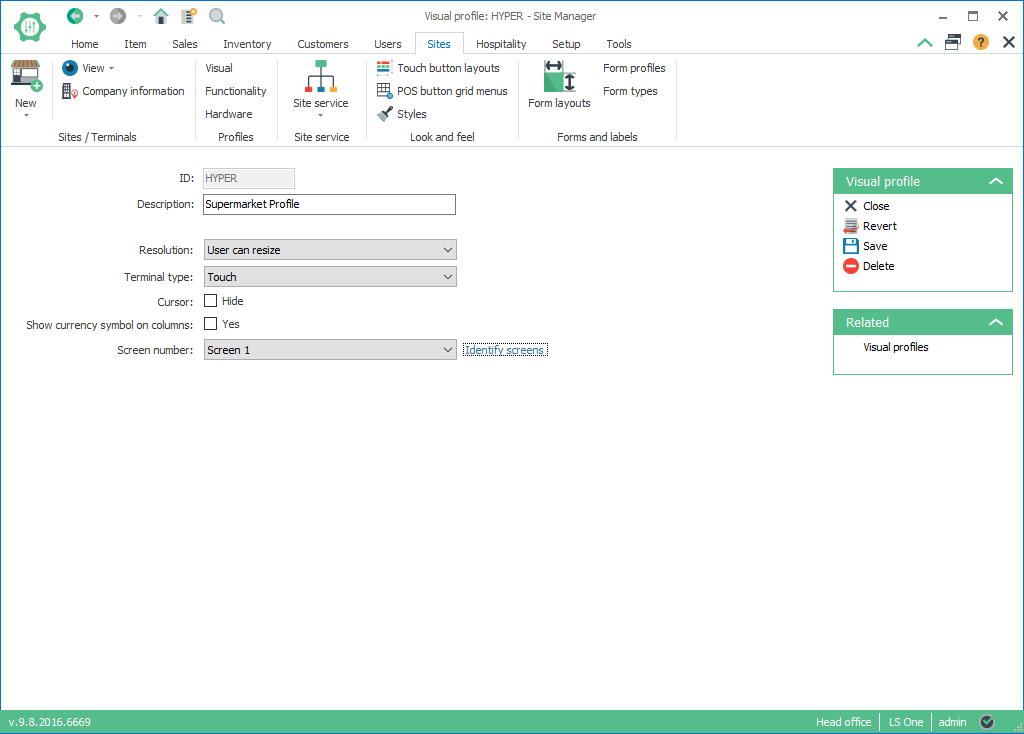 Visual profile: HYPER - Site Manager
Home Item Sales Inventory Customers Users Sites Hospitality Setup Tools
New
View
Company information
Sites / Terminals
Visual
Functionality
Hardware
Profiles
Site service
Site service
Touch button layouts
POS button grid menus
Styles
Look and feel
Form layouts
Form profiles
Form types
Forms and labels
ID: HYPER
Description: Supermarket Profile
Resolution: User can resize
Terminal type: Touch
Cursor: Hide
Show currency symbol on columns: Yes
Screen number: Screen 1 Identify screens
Visual profile
Close
Revert
Save
Delete
Related
Visual profiles
v.9.8.2016.6669 Head office LS One admin